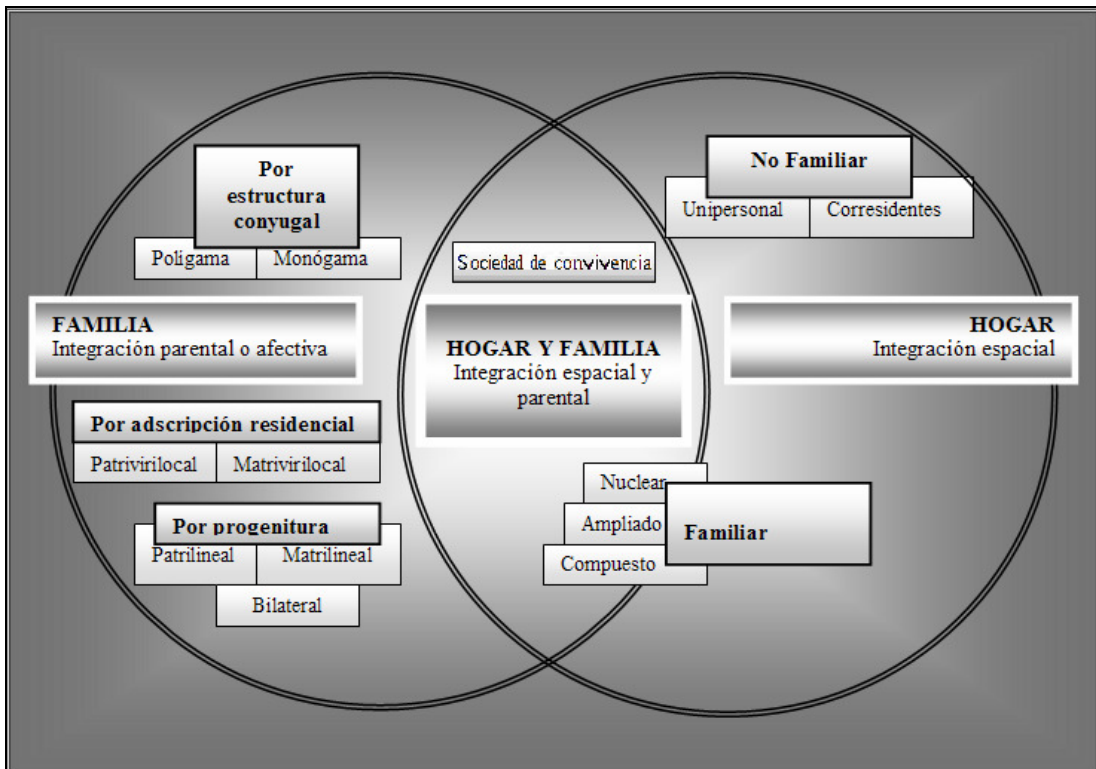 Por
estructura
conyugal
Poligama
Monógama
FAMILIA
Integración parental o afectiva
Por adscripción residencial
Patrivirilocal
Matrivirilocal
Por progenitura
Patrilineal
Matrilineal
Bilateral
Sociedad de convivencia
HOGAR Y FAMILIA
Integración espacial y
parental
Nuclear
Ampliado
Compuesto
Familiar
No Familiar
Unipersonal
Corresidentes
HOGAR
Integración espacial